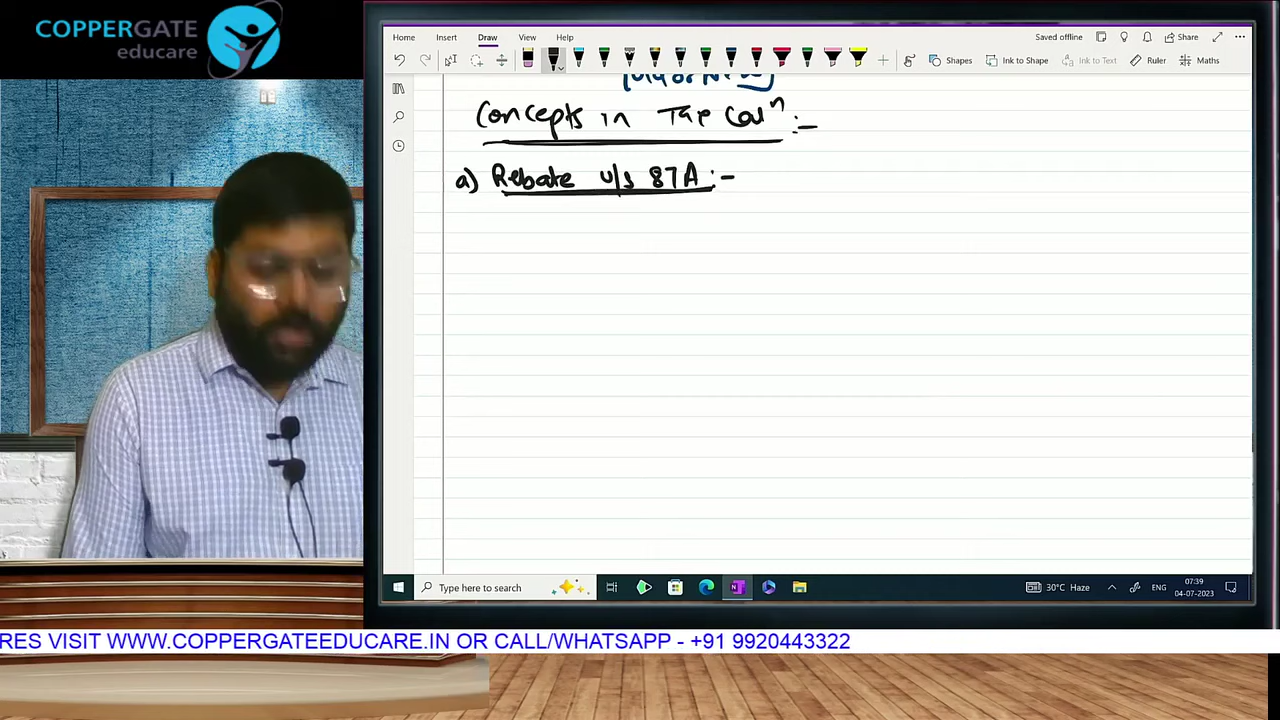 COPPERGATE
educare
Home Insert Draw View Help
Saved offline Share
Shapes Ink to Shape Ink to Text Ruler Maths
Concepts in Tax Calⁿ :-
a) Rebate u/s 87A :-
Type here to search
30°C Haze ENG 07:39
04-07-2023
RES VISIT WWW.COPPERGATEEDUCARE.IN OR CALL/WHATSAPP - +91 9920443322